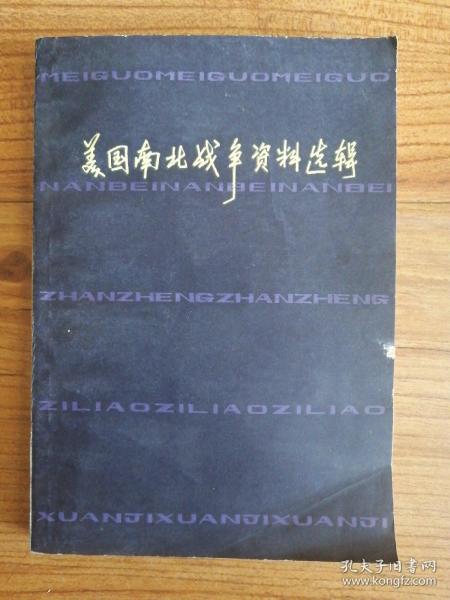 MEIGUOMEIGUOMEIGUO
美国南北战争资料选辑
NANBEINANBEINANBEI
ZHANZHENGZHANZHENG
ZILIAOZILIAOZILIAO
XUANJIXUANJIXUANJI
孔夫子旧书网
www.kongfz.com